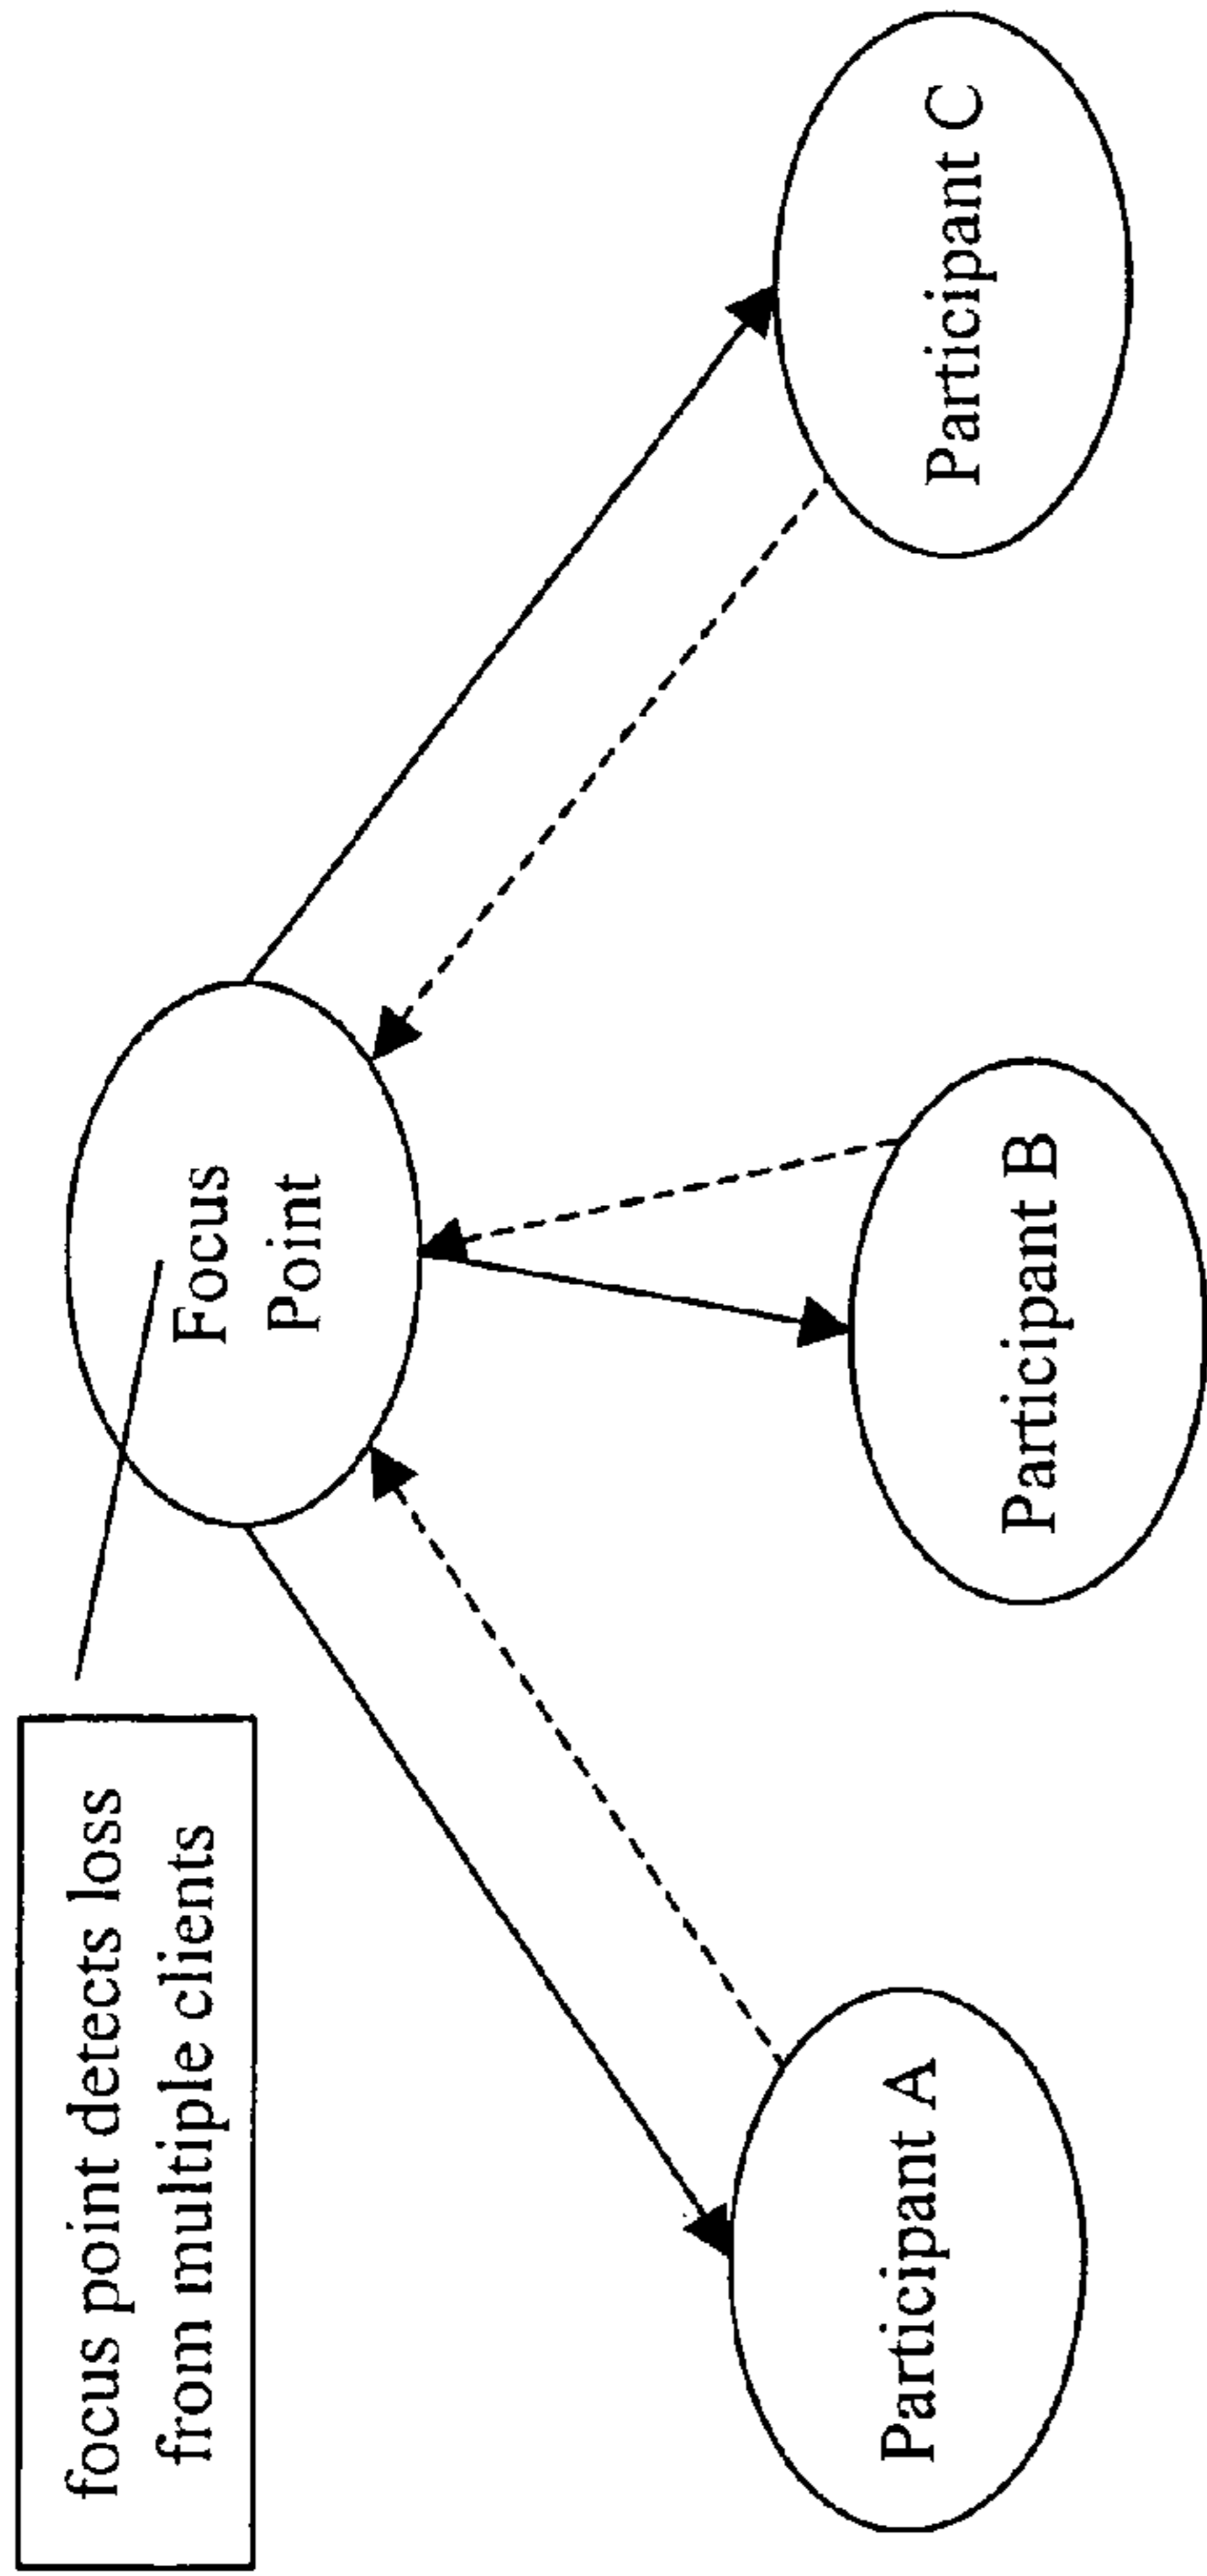 focus point detects loss
from multiple clients
Focus
Point
Participant A
Participant B
Participant C